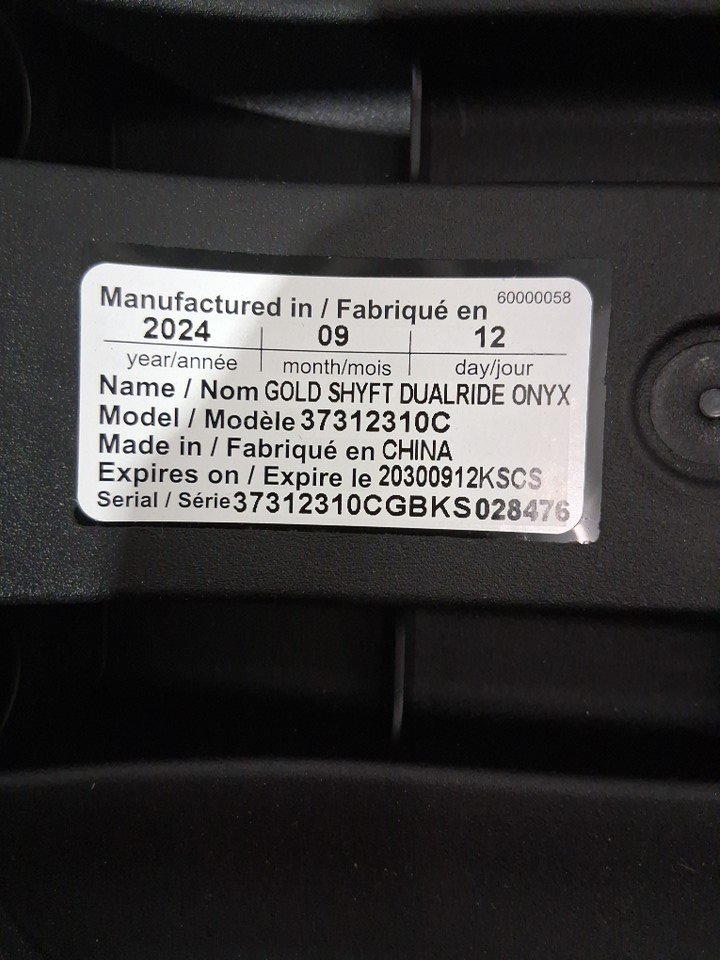 Manufactured in / Fabriqué en 60000058
2024 09 12
year/année month/mois day/jour
Name / Nom GOLD SHYFT DUALRIDE ONYX
Model / Modèle 37312310C
Made in / Fabriqué en CHINA
Expires on / Expire le 20300912KSCS
Serial / Série 37312310CGBKS028476